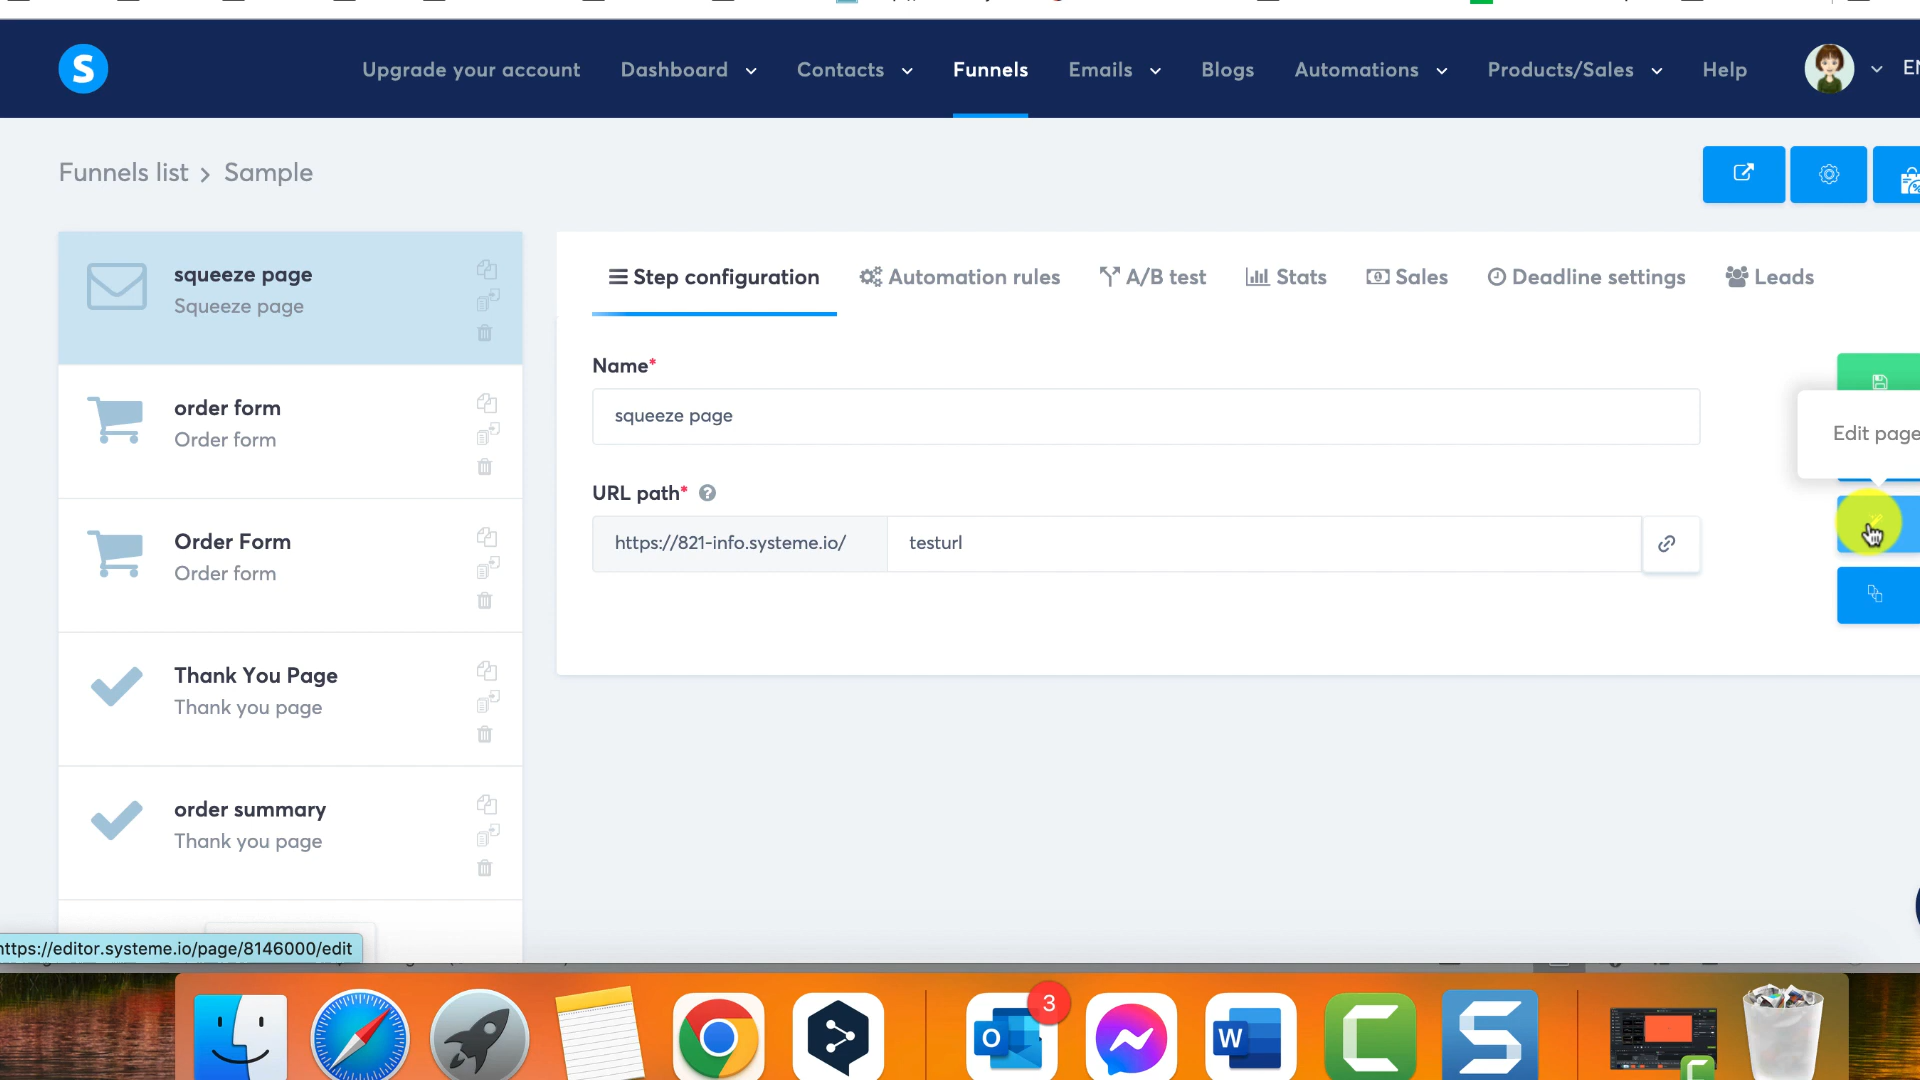 S
Upgrade your account Dashboard Contacts Funnels Emails Blogs Automations Products/Sales Help EN
Funnels list > Sample
squeeze page
Squeeze page
order form
Order form
Order Form
Order form
Thank You Page
Thank you page
order summary
Thank you page
Step configuration Automation rules A/B test Stats Sales Deadline settings Leads
Name*
squeeze page
Edit page
URL path* ?
https://821-info.systeme.io/ testurl
https://editor.systeme.io/page/8146000/edit
3
O
W
C
S
C